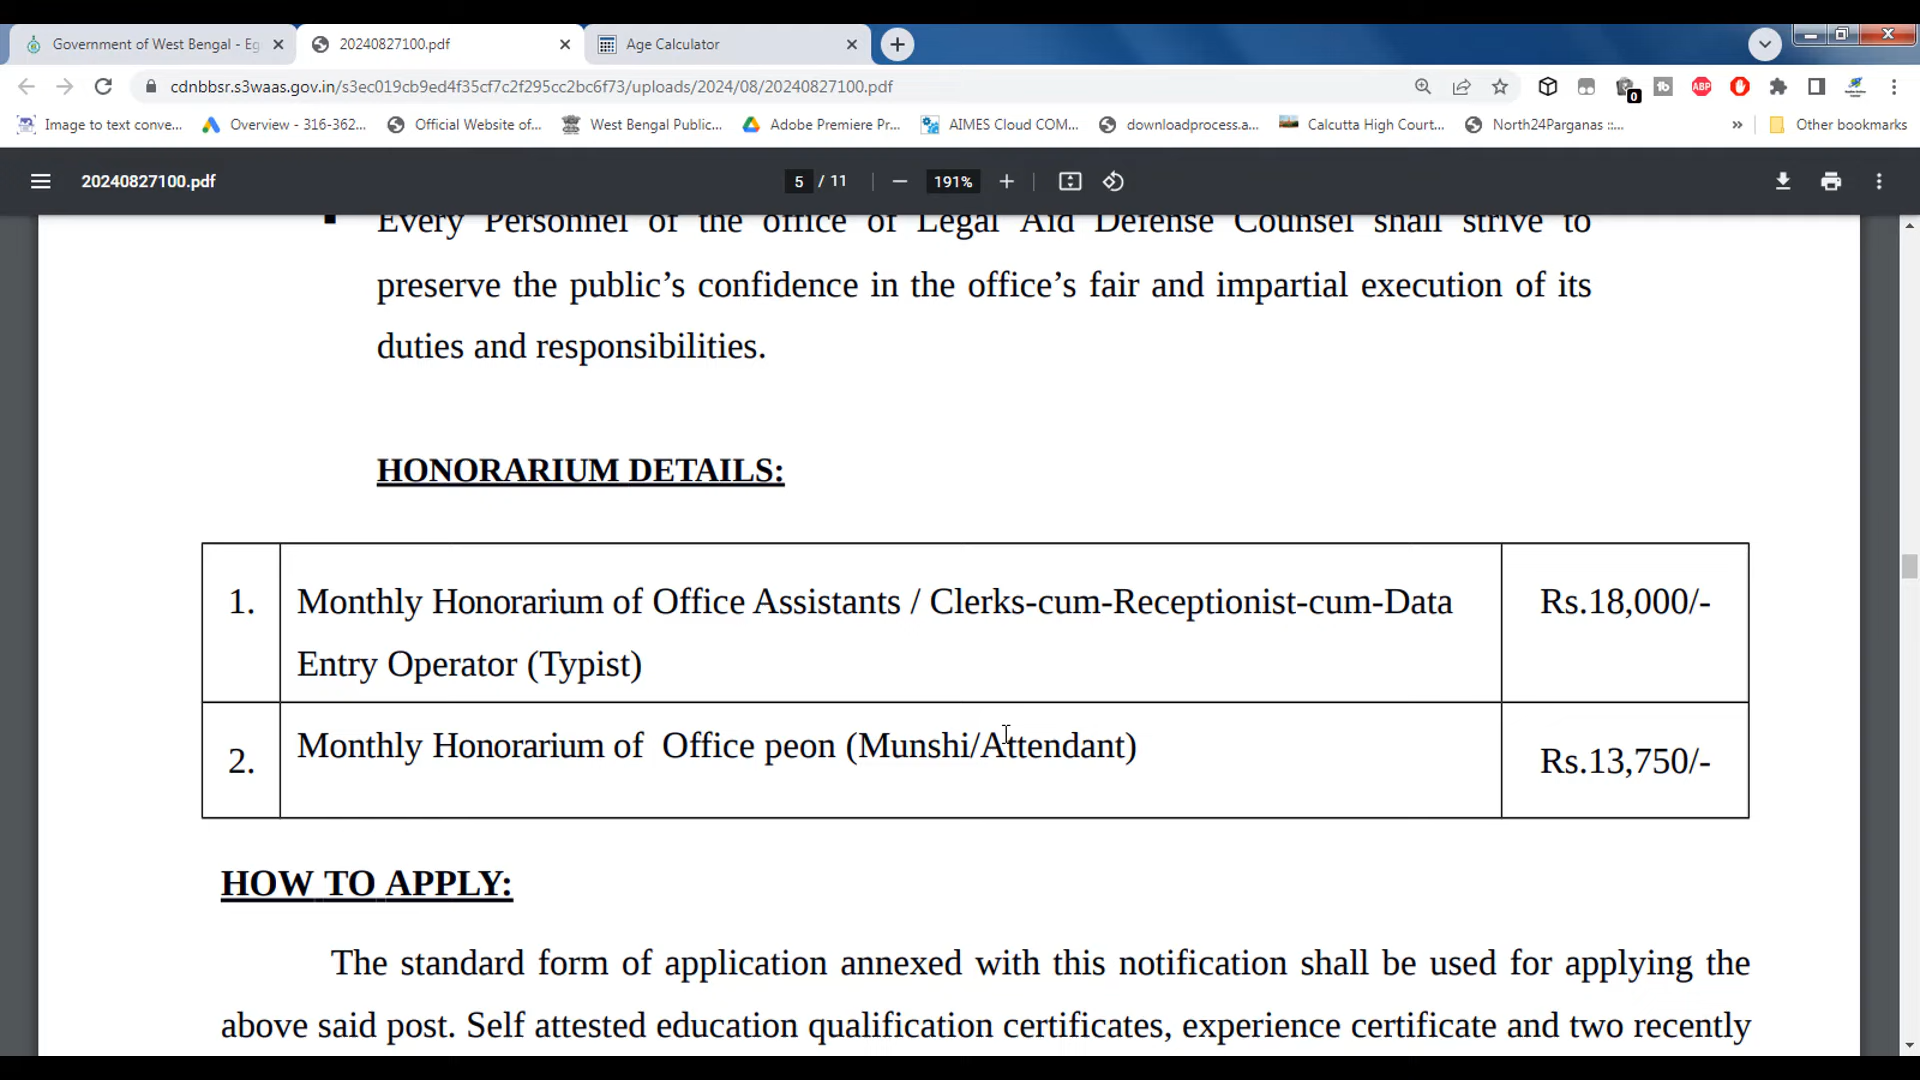 Government of West Bengal - Eg
20240827100.pdf
Age Calculator
cdnbbsr.s3waas.gov.in/s3ec019cb9ed4f35cf7c2f295cc2bc6f73/uploads/2024/08/20240827100.pdf
0
ABP
Image to text conve...
Overview - 316-362...
Official Website of...
West Bengal Public...
Adobe Premiere Pr...
AIMES Cloud COM...
downloadprocess.a...
Calcutta High Court...
North24Parganas ::...
»
Other bookmarks
20240827100.pdf
5 / 11
191%
Every Personnel of the office of Legal Aid Defense Counsel shall strive to
preserve the public’s confidence in the office’s fair and impartial execution of its
duties and responsibilities.
HONORARIUM DETAILS:
1.
Monthly Honorarium of Office Assistants / Clerks-cum-Receptionist-cum-Data
Entry Operator (Typist)
Rs.18,000/-
2.
Monthly Honorarium of Office peon (Munshi/Attendant)
Rs.13,750/-
HOW TO APPLY:
The standard form of application annexed with this notification shall be used for applying the
above said post. Self attested education qualification certificates, experience certificate and two recently